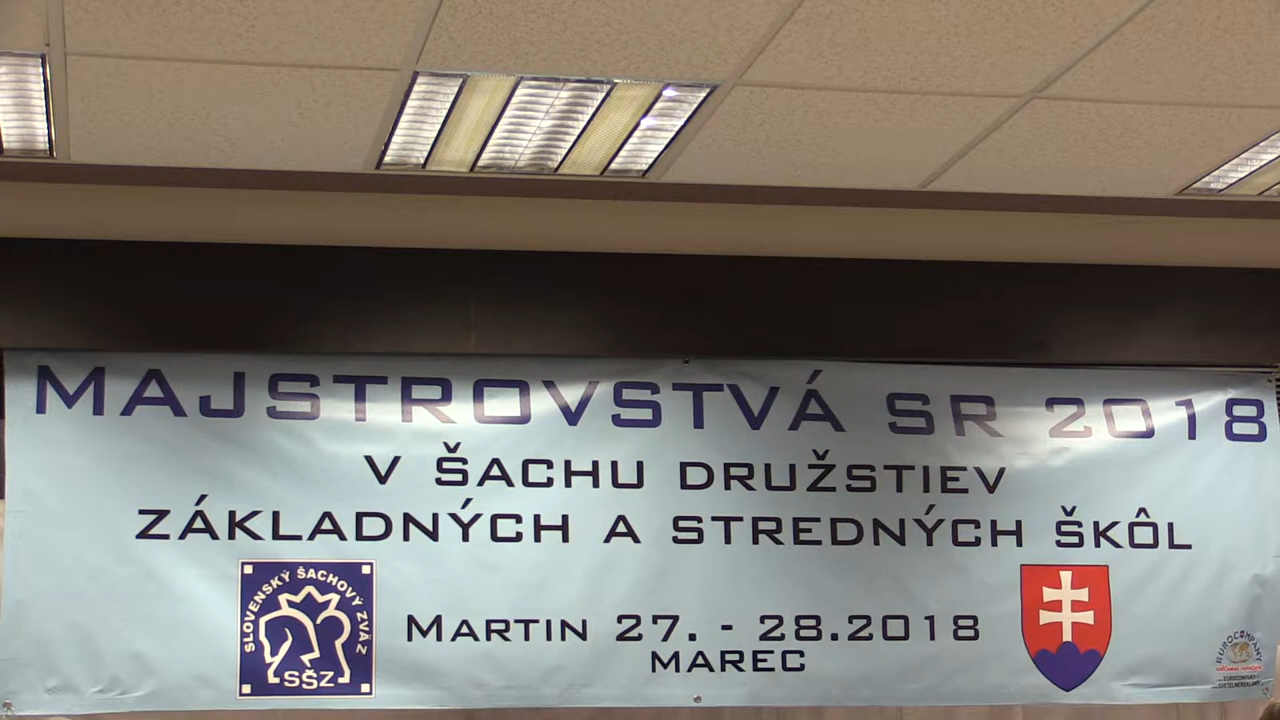 MAJSTROVSTVÁ SR 2018
V ŠACHU DRUŽSTIEV
ZÁKLADNÝCH A STREDNÝCH ŠKÔL
SLOVENSKÝ ŠACHOVÝ ZVÄZ
SŠZ
MARTIN 27. - 28.2018
MAREC
EUROCOMPANY